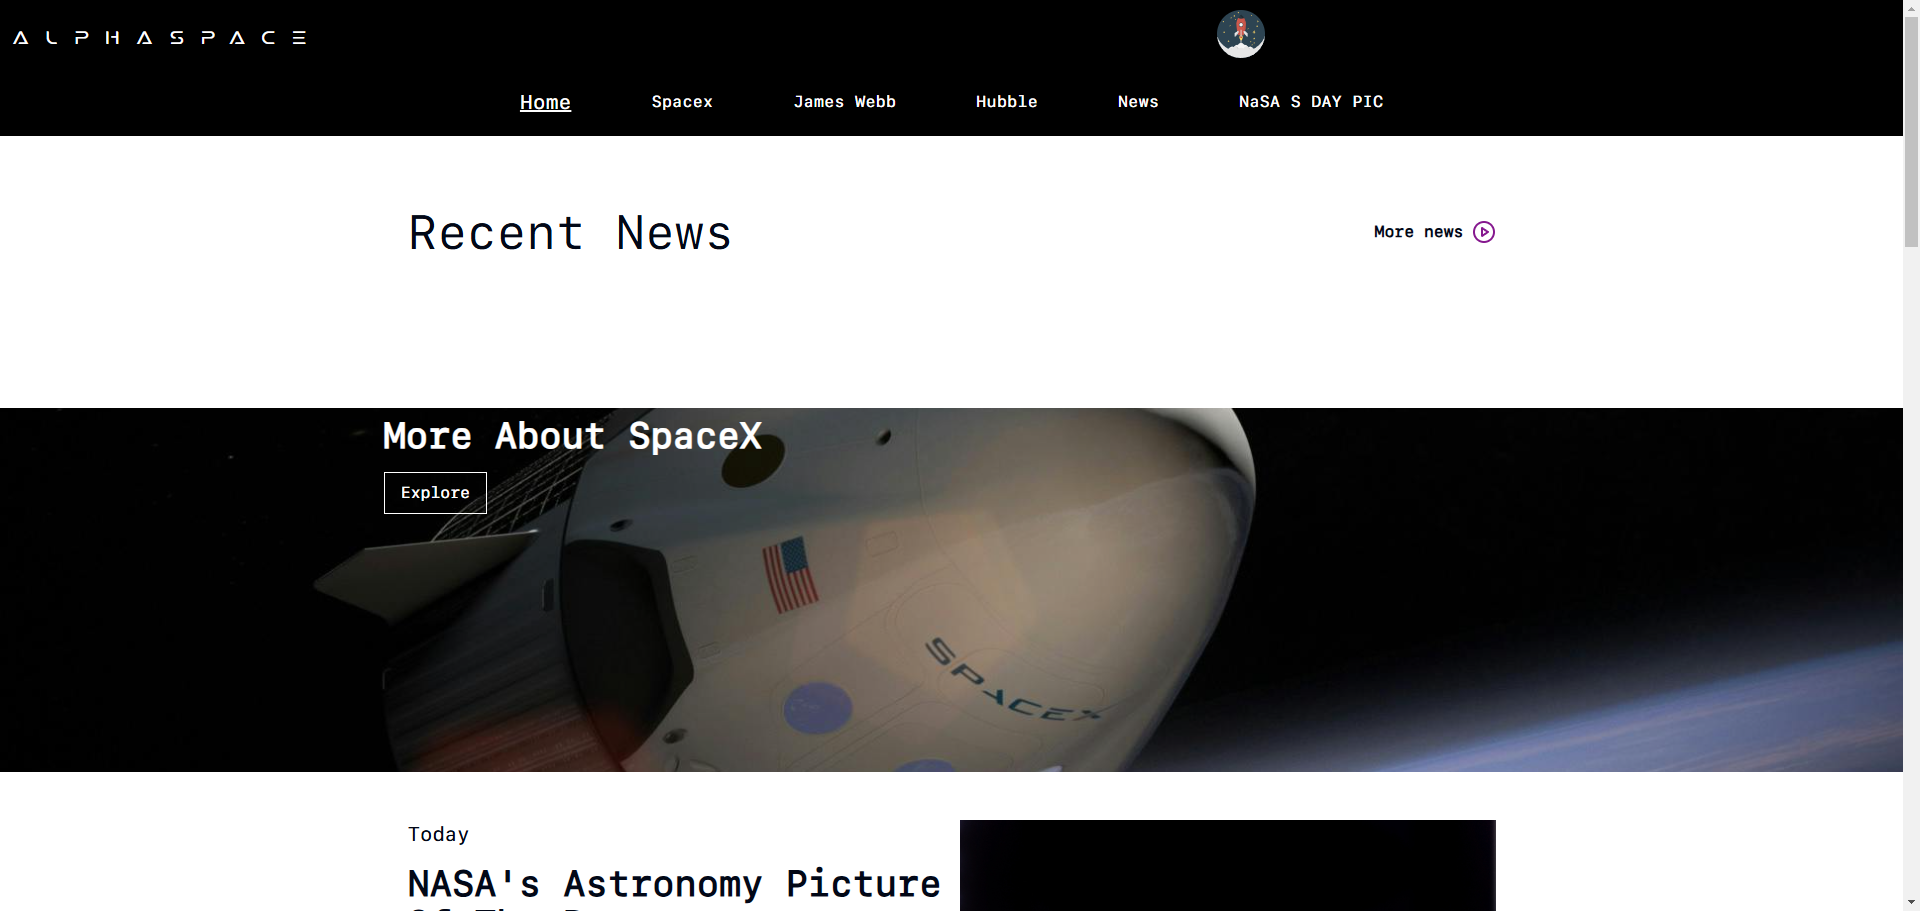 ALPHASPACE
Home Spacex James Webb Hubble News NaSA S DAY PIC
Recent News
More news
More About SpaceX
Explore
SPACEX
Today
NASA's Astronomy Picture